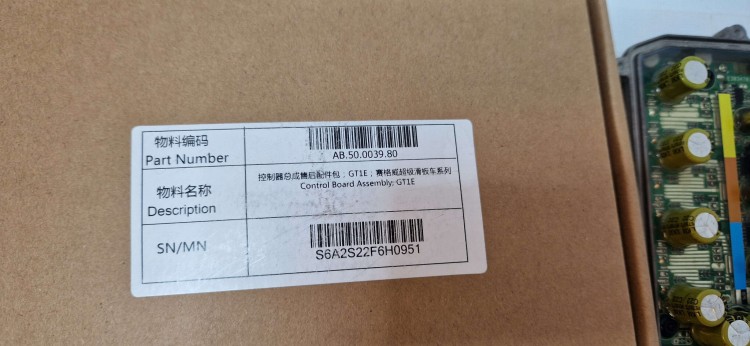 物料编码
Part Number
AB.50.0039.80
物料名称
Description
控制器总成售后配件包；GT1E；赛格威超级滑板车系列
Control Board Assembly; GT1E
SN/MN
S6A2S22F6H0951